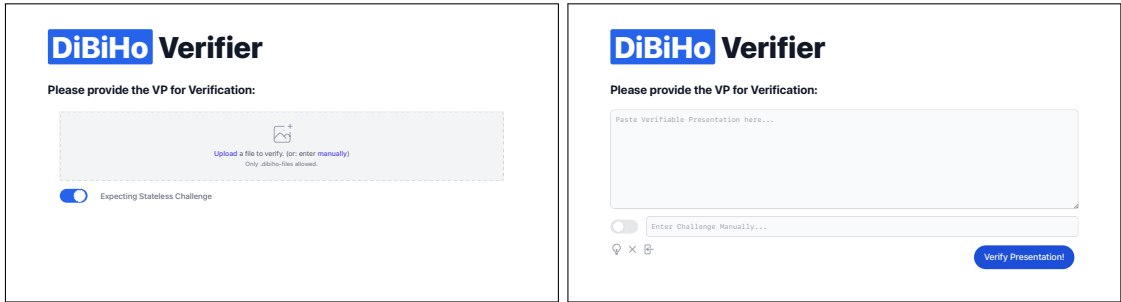 DiBiHo Verifier
Please provide the VP for Verification:
Upload a file to verify. (or: enter manually)
Only .dibiho-files allowed.
Expecting Stateless Challenge
DiBiHo Verifier
Please provide the VP for Verification:
Paste Verifiable Presentation here...
Enter Challenge Manually...
Verify Presentation!